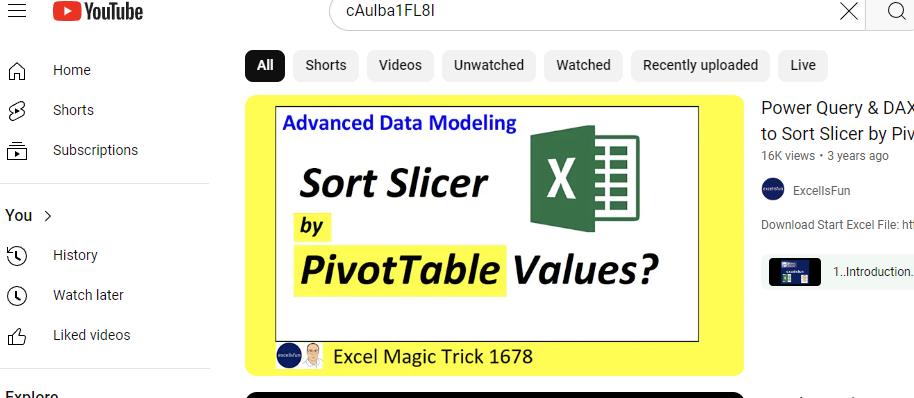 YouTube
cAulba1FL8I
Home
Shorts
Subscriptions
You
History
Watch later
Liked videos
Explore
All
Shorts
Videos
Unwatched
Watched
Recently uploaded
Live
Advanced Data Modeling
Sort Slicer
by
PivotTable Values?
X
ExcelIsFun
Excel Magic Trick 1678
Power Query & DAX
to Sort Slicer by Piv
16K views • 3 years ago
ExcelIsFun
ExcelIsFun
Download Start Excel File: ht
1..Introduction.